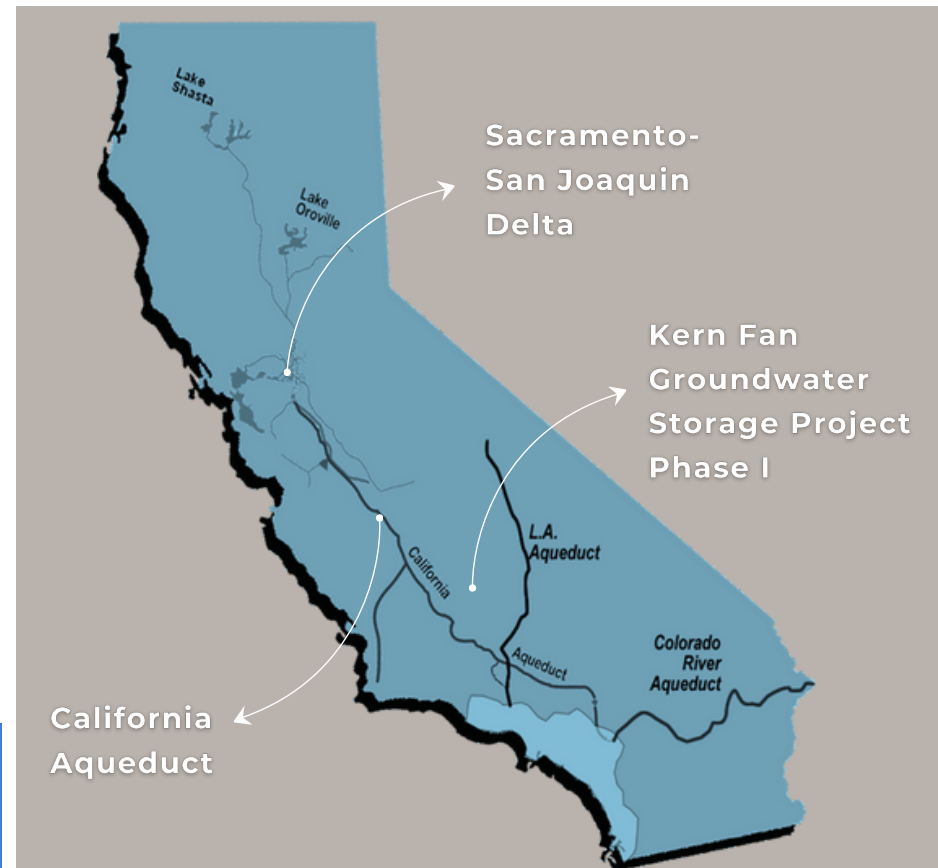 Lake
Shasta
Sacramento-
San Joaquin
Delta
Lake
Oroville
Kern Fan
Groundwater
Storage Project
Phase I
L.A.
Aqueduct
California
Aqueduct
Colorado
River
Aqueduct
California
Aqueduct